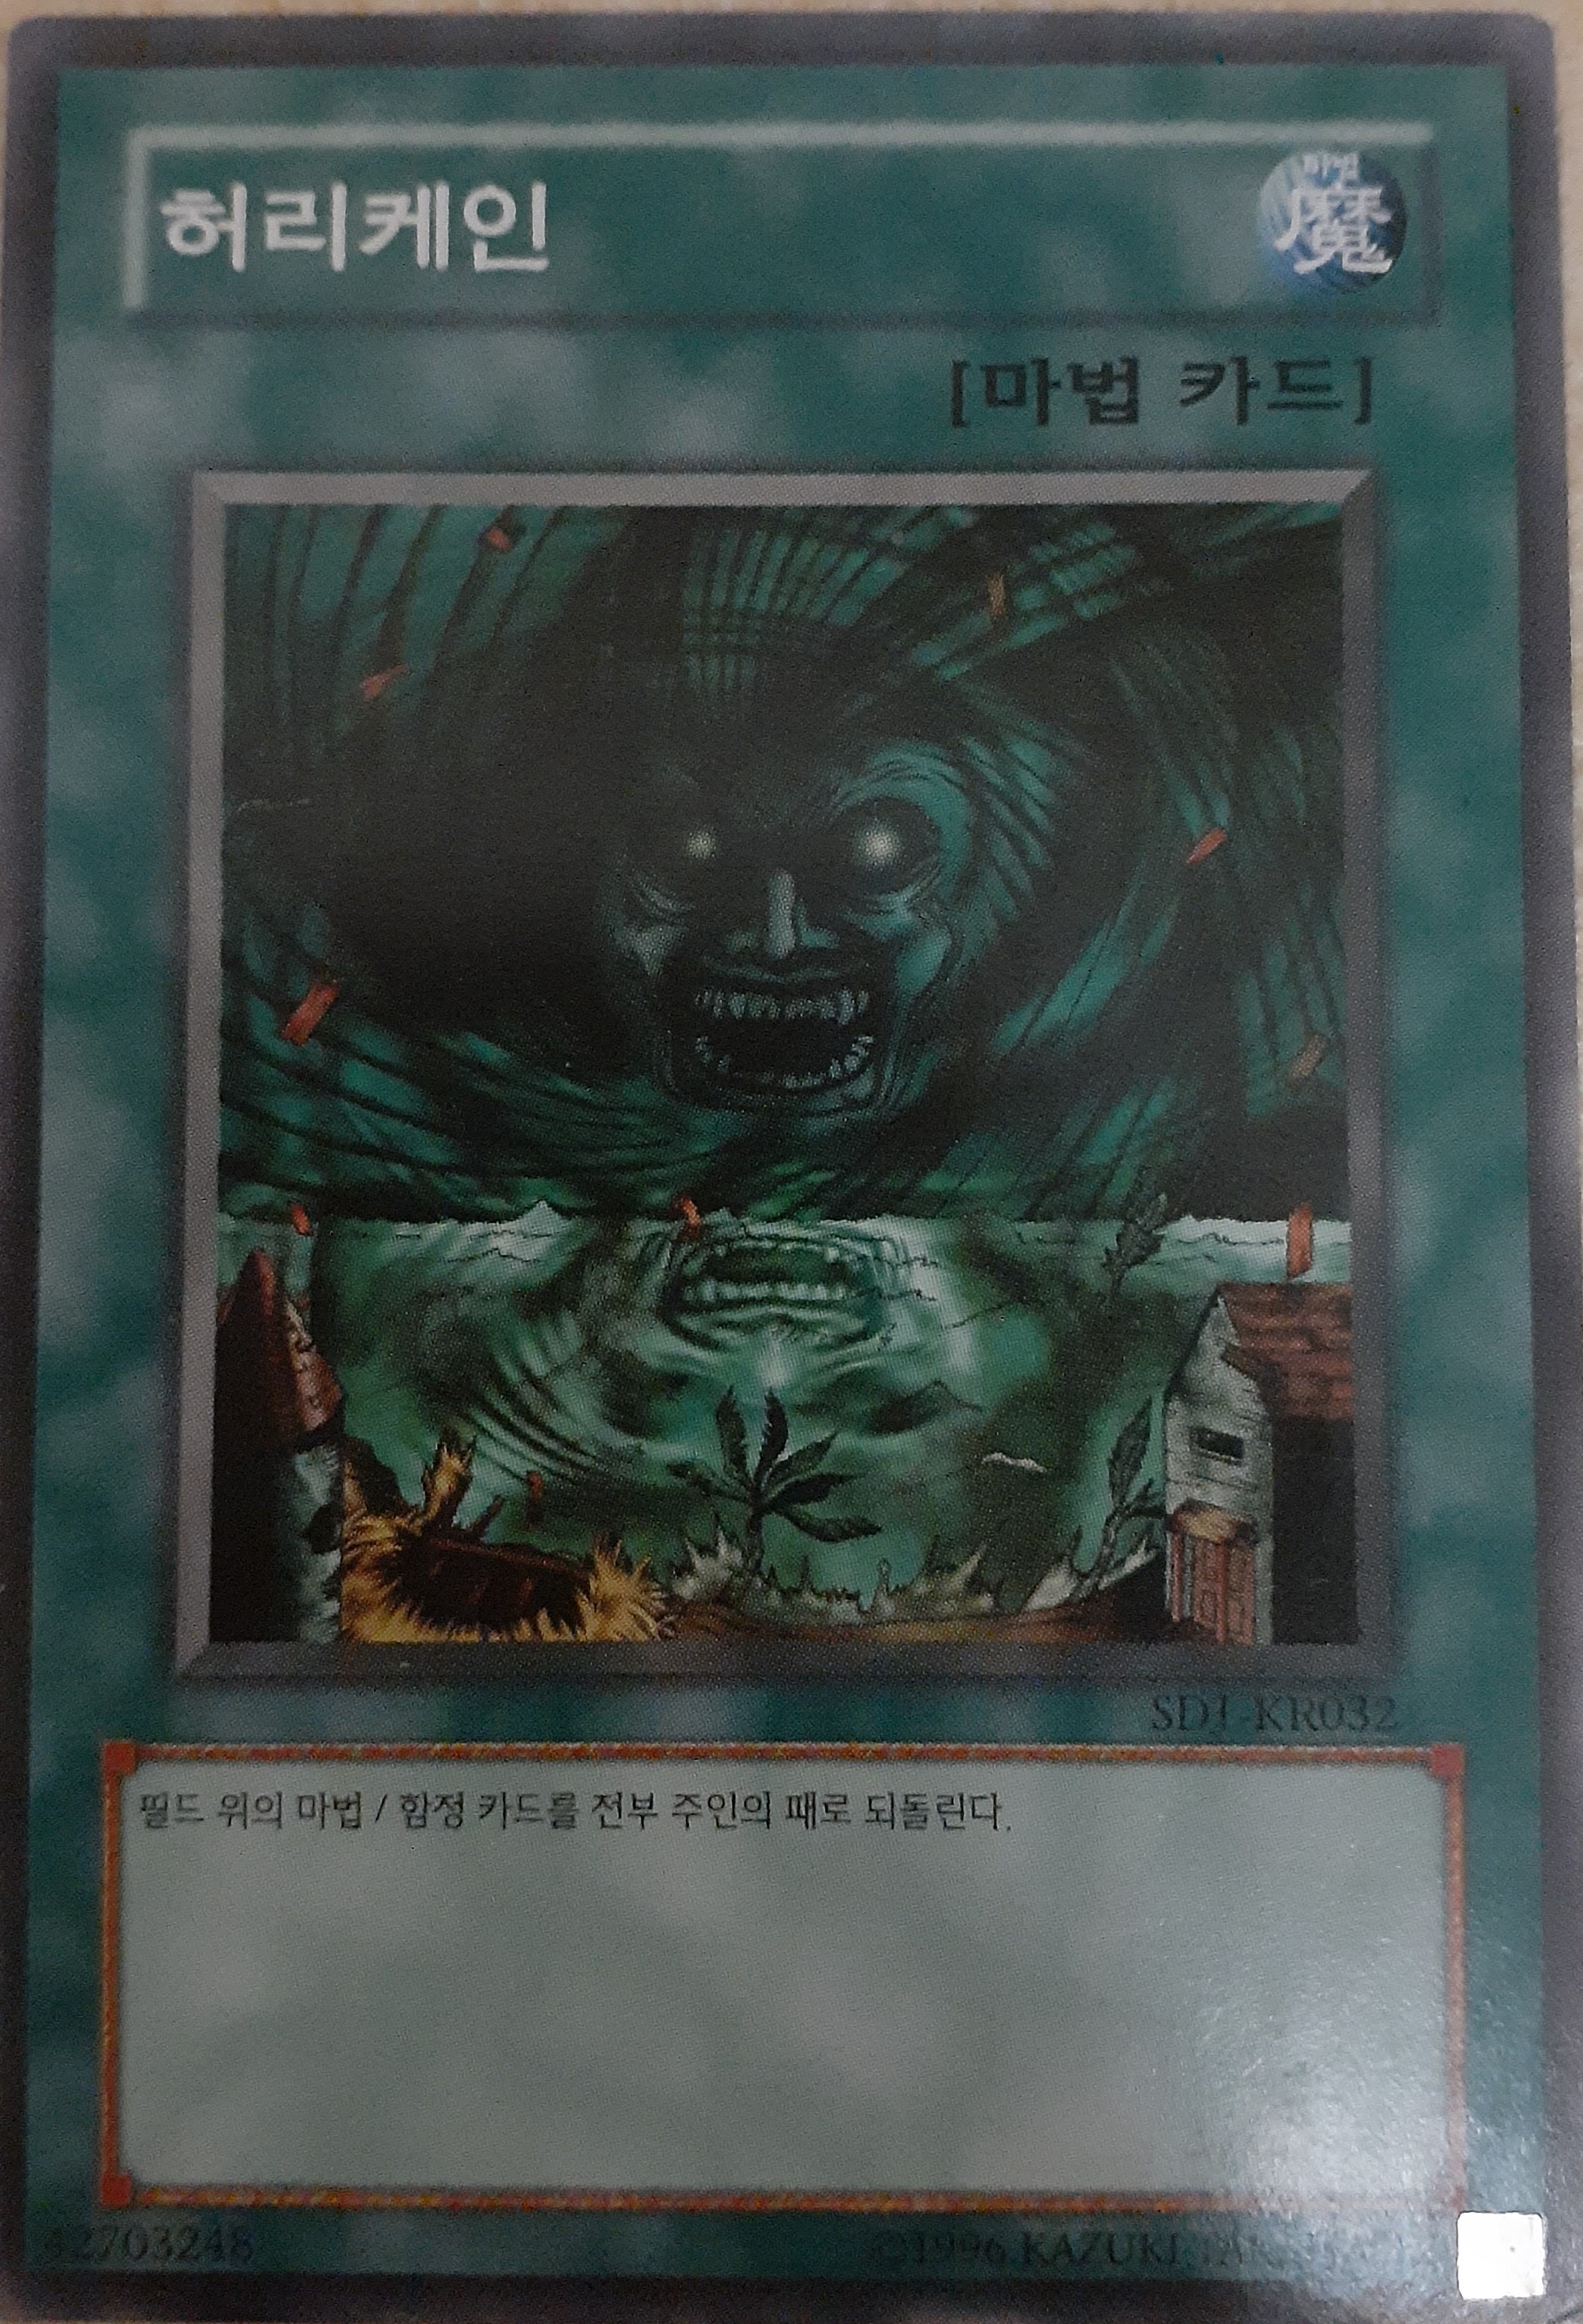 허리케인
마법
魔
[마법 카드]
SDJ-KR032
필드 위의 마법 / 함정 카드를 전부 주인의 패로 되돌린다.
42703248
©1996 KAZUKI